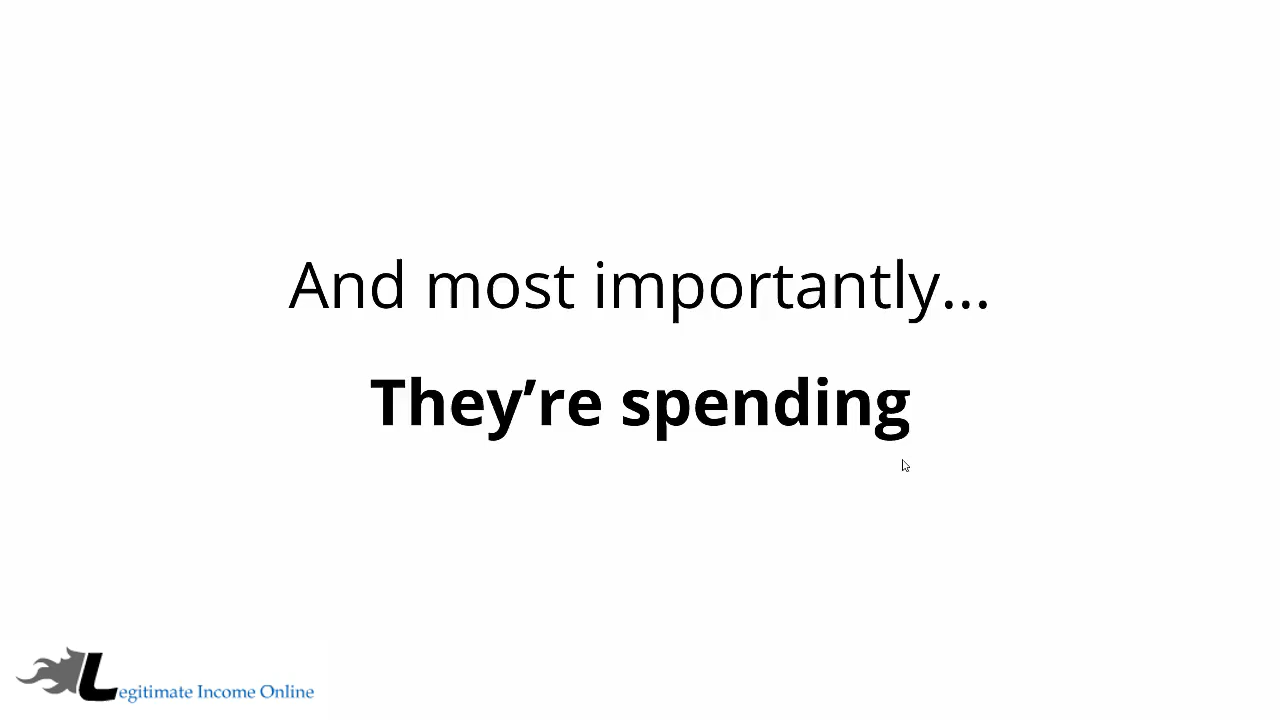 And most importantly...
They’re spending
Legitimate Income Online